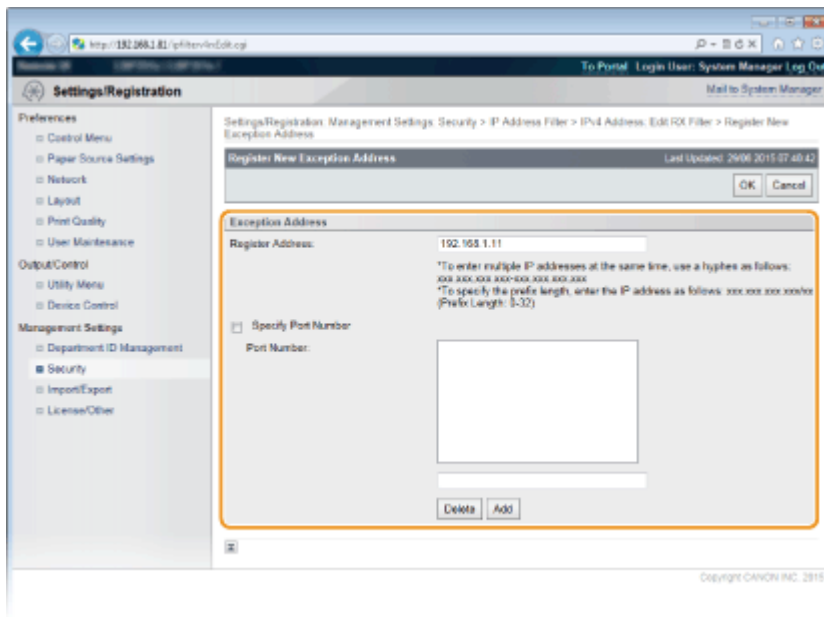 http://192.168.1.81/ipfilterv4rxEdit.cgi
To Portal Login User: System Manager Log Ou
Settings/Registration
Mail to System Manager
Preferences
Control Menu
Paper Source Settings
Network
Layout
Print Quality
User Maintenance
Output/Control
Utility Menu
Device Control
Management Settings
Department ID Management
Security
Import/Export
License/Other
Settings/Registration: Management Settings: Security > IP Address Filter > IPv4 Address: Edit RX Filter > Register New
Exception Address
Register New Exception Address
Last Updated: 29/06 2015 07:40:42
OK Cancel
Exception Address
Register Address:
192.168.1.11
*To enter multiple IP addresses at the same time, use a hyphen as follows:
xxx.xxx.xxx.xxx-xxx.xxx.xxx.xxx
*To specify the prefix length, enter the IP address as follows: xxx.xxx.xxx.xxx/xx
(Prefix Length: 0-32)
Specify Port Number
Port Number:
Delete Add
Copyright CANON INC. 2015